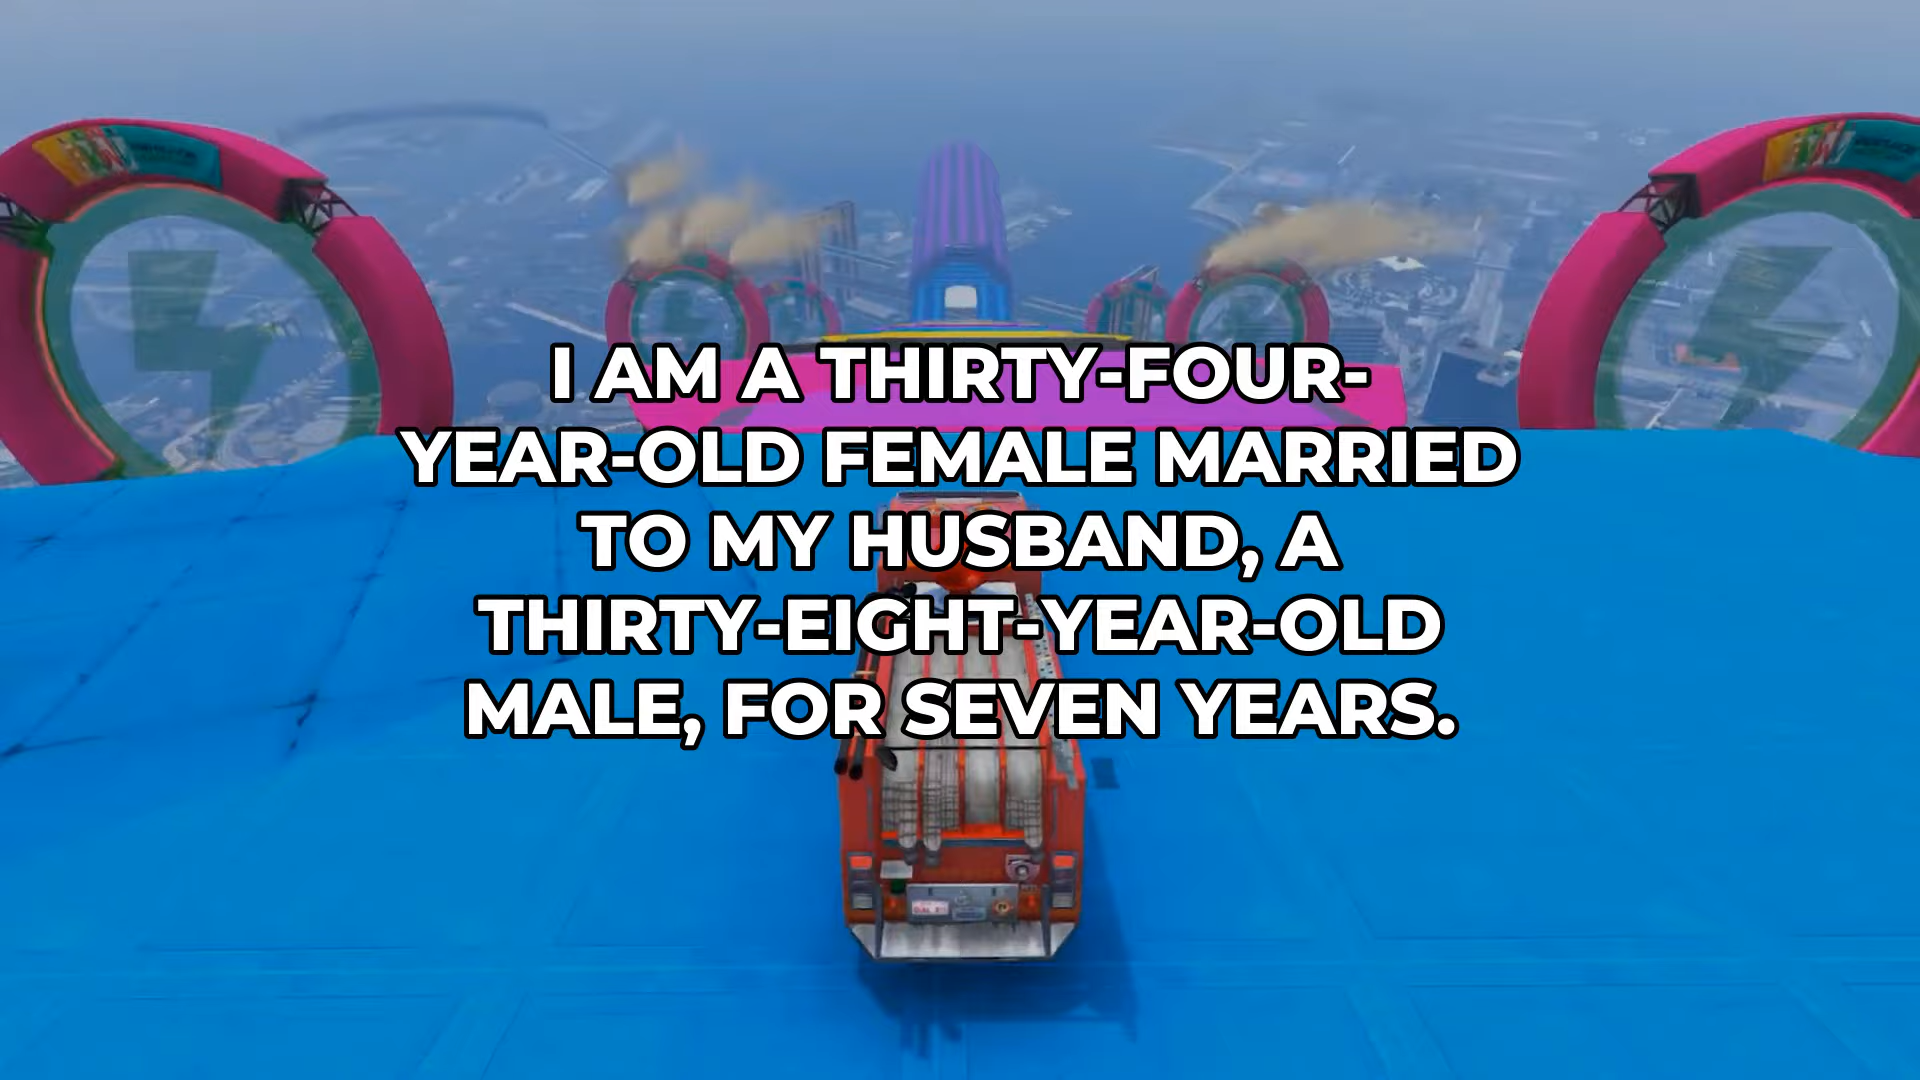 I AM A THIRTY-FOUR-
YEAR-OLD FEMALE MARRIED
TO MY HUSBAND, A
THIRTY-EIGHT-YEAR-OLD
MALE, FOR SEVEN YEARS.